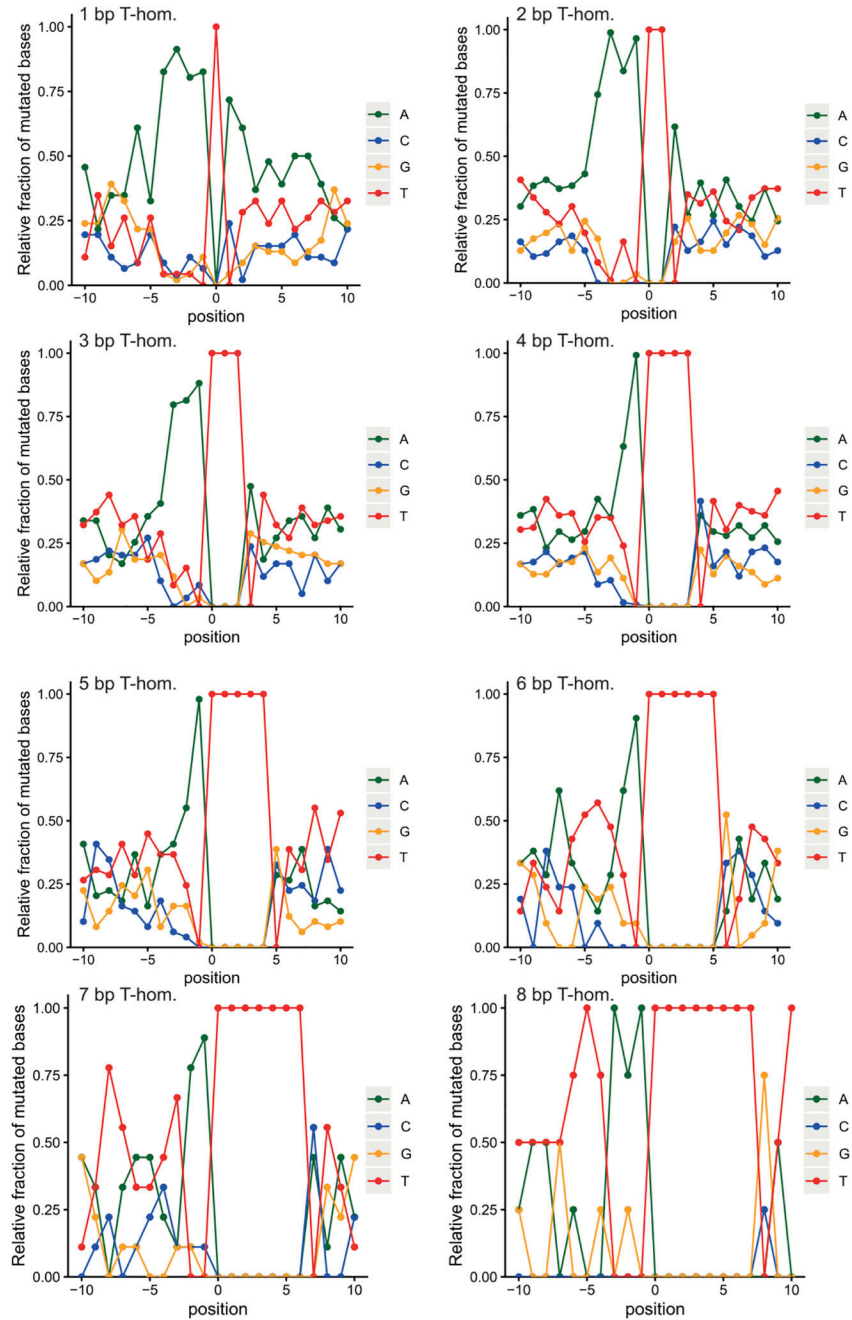 1 bp T-hom.
Relative fraction of mutated bases
1.00
0.75
0.50
0.25
0.00
−10 −5 0 5 10
position
A
C
G
T
2 bp T-hom.
Relative fraction of mutated bases
1.00
0.75
0.50
0.25
0.00
−10 −5 0 5 10
position
A
C
G
T
3 bp T-hom.
Relative fraction of mutated bases
1.00
0.75
0.50
0.25
0.00
−10 −5 0 5 10
position
A
C
G
T
4 bp T-hom.
Relative fraction of mutated bases
1.00
0.75
0.50
0.25
0.00
−10 −5 0 5 10
position
A
C
G
T
5 bp T-hom.
Relative fraction of mutated bases
1.00
0.75
0.50
0.25
0.00
−10 −5 0 5 10
position
A
C
G
T
6 bp T-hom.
Relative fraction of mutated bases
1.00
0.75
0.50
0.25
0.00
−10 −5 0 5 10
position
A
C
G
T
7 bp T-hom.
Relative fraction of mutated bases
1.00
0.75
0.50
0.25
0.00
−10 −5 0 5 10
position
A
C
G
T
8 bp T-hom.
Relative fraction of mutated bases
1.00
0.75
0.50
0.25
0.00
−10 −5 0 5 10
position
A
C
G
T